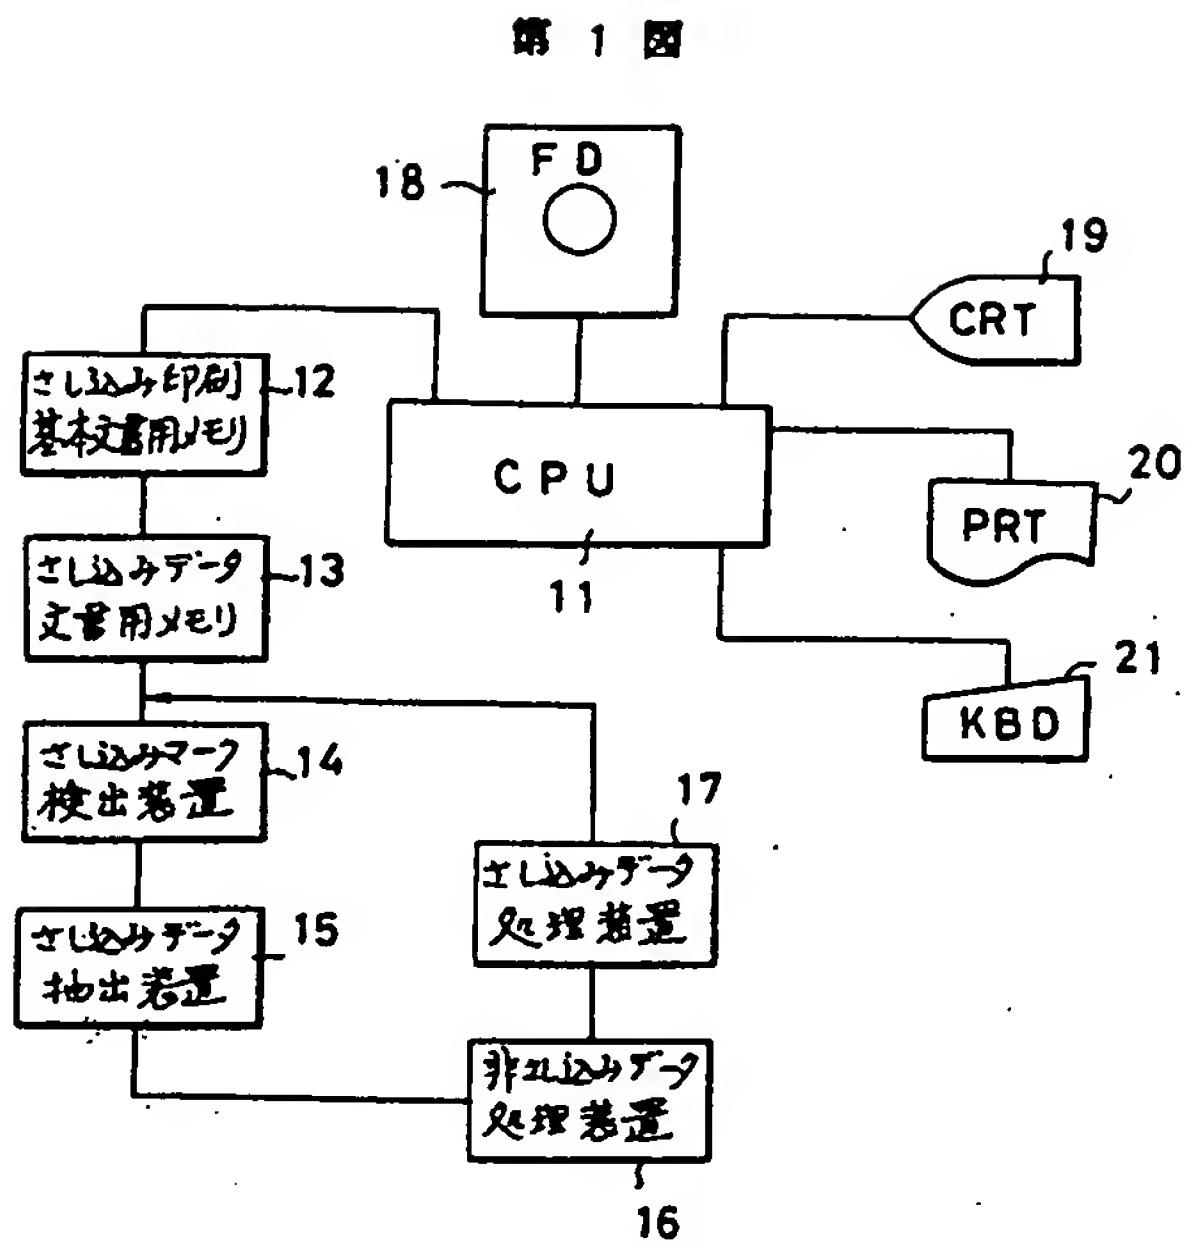 第 1 図
FD
18
19
CRT
さし込み印刷
基本文書用メモリ
12
CPU
11
20
PRT
さし込みデータ
文書用メモリ
13
21
KBD
さし込みマーク
検出装置
14
17
さし込みデータ
処理装置
さし込みデータ
抽出装置
15
非さし込みデータ
処理装置
16